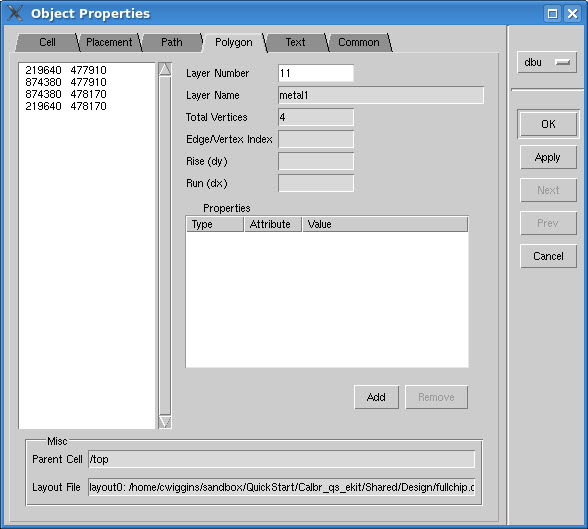 Object Properties
Cell Placement Path Polygon Text Common
219640 477910
874380 477910
874380 478170
219640 478170
Layer Number 11
Layer Name metal1
Total Vertices 4
Edge/Vertex Index
Rise (dy)
Run (dx)
Properties
Type Attribute Value
Add Remove
dbu
OK
Apply
Next
Prev
Cancel
Misc
Parent Cell /top
Layout File layout0: /home/cwiggins/sandbox/QuickStart/Calbr_qs_ekit/Shared/Design/fullchip.